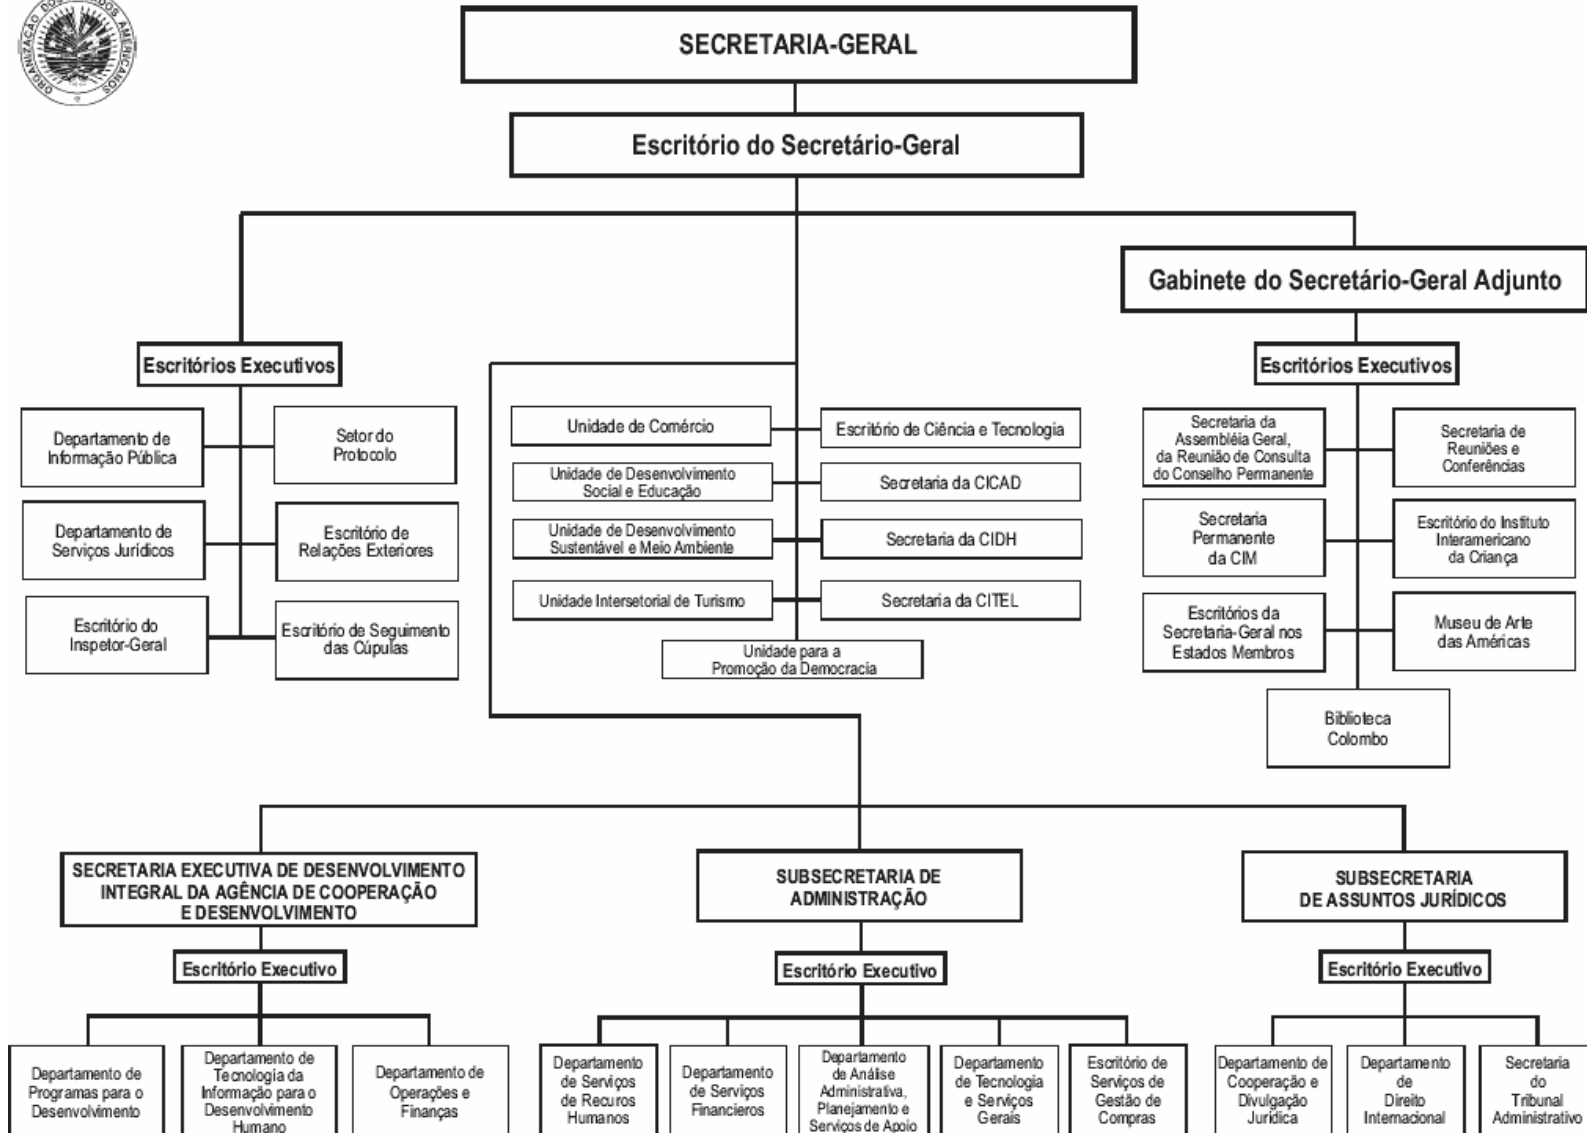 ORGANIZAÇÃO DOS ESTADOS AMERICANOS
SECRETARIA-GERAL
Escritório do Secretário-Geral
Gabinete do Secretário-Geral Adjunto
Escritórios Executivos
Departamento de
Informação Pública
Setor do
Protocolo
Departamento de
Serviços Jurídicos
Escritório de
Relações Exteriores
Escritório do
Inspetor-Geral
Escritório de Seguimento
das Cúpulas
Unidade de Comércio
Escritório de Ciência e Tecnologia
Unidade de Desenvolvimento
Social e Educação
Secretaria da CICAD
Unidade de Desenvolvimento
Sustentável e Meio Ambiente
Secretaria da CIDH
Unidade Intersetorial de Turismo
Secretaria da CITEL
Unidade para a
Promoção da Democracia
Escritórios Executivos
Secretaria da
Assembléia Geral,
da Reunião de Consulta
do Conselho Permanente
Secretaria de
Reuniões e
Conferências
Secretaria
Permanente
da CIM
Escritório do Instituto
Interamericano
da Criança
Escritórios da
Secretaria-Geral nos
Estados Membros
Museu de Arte
das Américas
Biblioteca
Colombo
SECRETARIA EXECUTIVA DE DESENVOLVIMENTO
INTEGRAL DA AGÊNCIA DE COOPERAÇÃO
E DESENVOLVIMENTO
Escritório Executivo
Departamento de
Programas para o
Desenvolvimento
Departamento de
Tecnologia da
Informação para o
Desenvolvimento
Humano
Departamento de
Operações e
Finanças
SUBSECRETARIA DE
ADMINISTRAÇÃO
Escritório Executivo
Departamento
de Serviços
de Recuros
Humanos
Departamento
de Serviços
Financieros
Departamento
de Análise
Administrativa,
Planejamento e
Serviços de Apoio
Departamento
de Tecnologia
e Serviços
Gerais
Escritório de
Serviços de
Gestão de
Compras
SUBSECRETARIA
DE ASSUNTOS JURÍDICOS
Escritório Executivo
Departamento de
Cooperação e
Divulgação
Jurídica
Departamento
de
Direito
Internacional
Secretaria
do
Tribunal
Administrativo